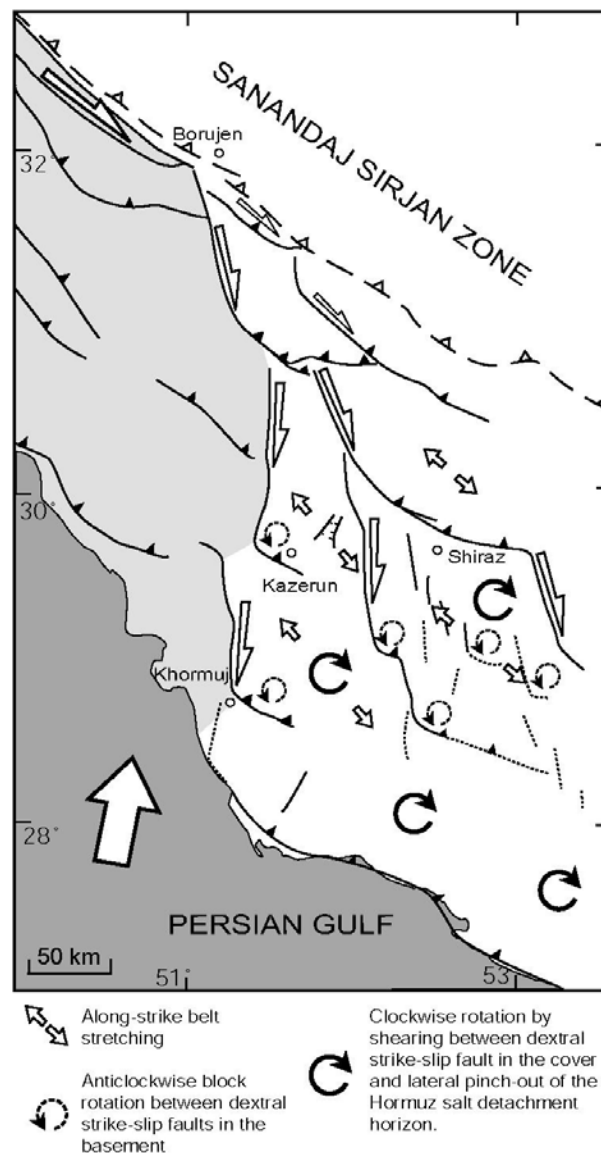 SANANDAJ SIRJAN ZONE
Borujen
32°
30°
Shiraz
Kazerun
Khormuj
28°
PERSIAN GULF
50 km
51
53
Along-strike belt
stretching
Anticlockwise block
rotation between dextral
strike-slip faults in the
basement
Clockwise rotation by
shearing between dextral
strike-slip fault in the cover
and lateral pinch-out of the
Hormuz salt detachment
horizon.